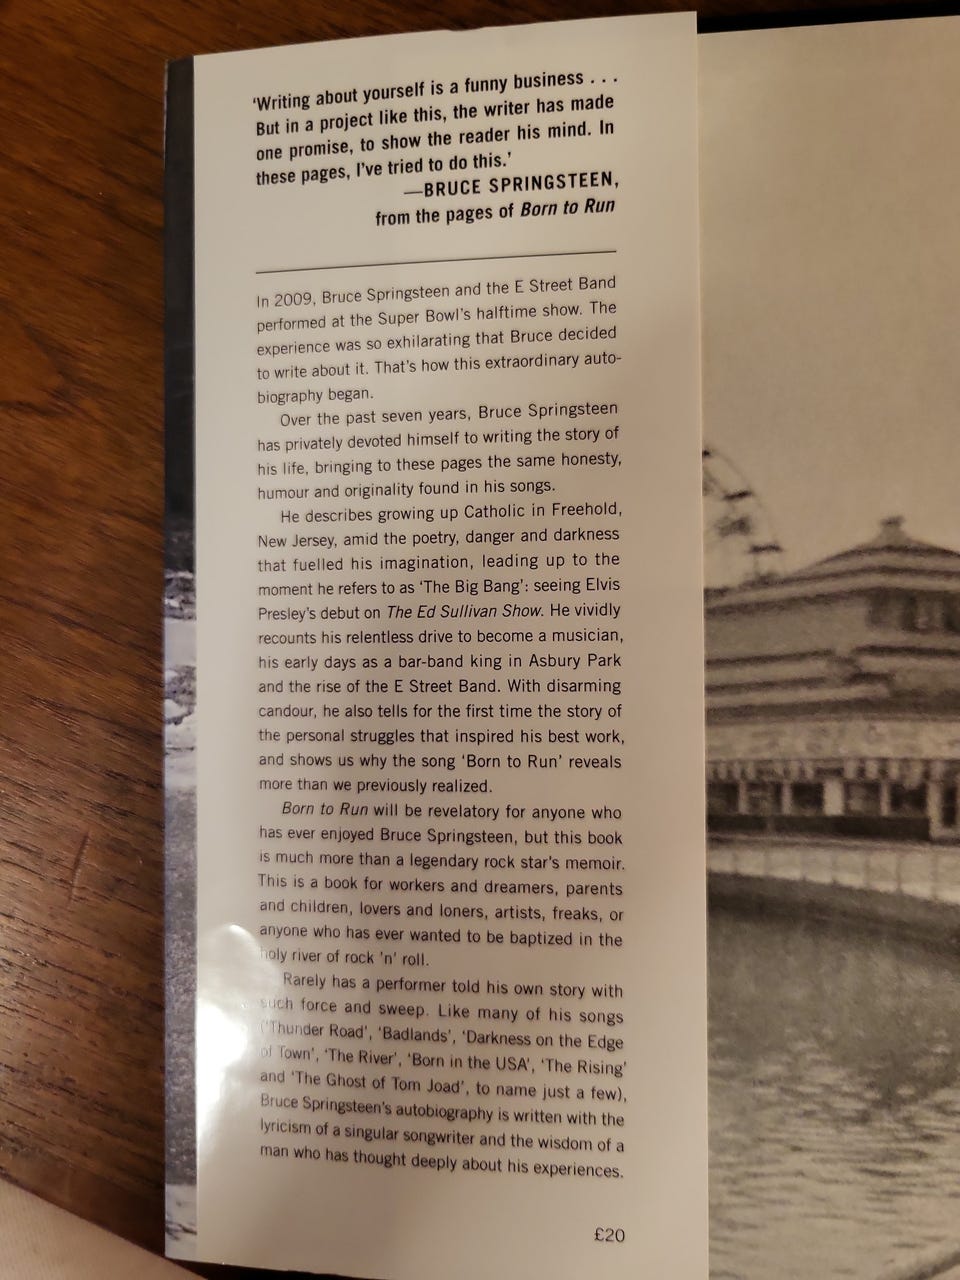 ‘Writing about yourself is a funny business . . .
But in a project like this, the writer has made
one promise, to show the reader his mind. In
these pages, I’ve tried to do this.’
—BRUCE SPRINGSTEEN,
from the pages of Born to Run
In 2009, Bruce Springsteen and the E Street Band
performed at the Super Bowl’s halftime show. The
experience was so exhilarating that Bruce decided
to write about it. That’s how this extraordinary auto-
biography began.
Over the past seven years, Bruce Springsteen
has privately devoted himself to writing the story of
his life, bringing to these pages the same honesty,
humour and originality found in his songs.
He describes growing up Catholic in Freehold,
New Jersey, amid the poetry, danger and darkness
that fuelled his imagination, leading up to the
moment he refers to as ‘The Big Bang’: seeing Elvis
Presley’s debut on The Ed Sullivan Show. He vividly
recounts his relentless drive to become a musician,
his early days as a bar-band king in Asbury Park
and the rise of the E Street Band. With disarming
candour, he also tells for the first time the story of
the personal struggles that inspired his best work,
and shows us why the song ‘Born to Run’ reveals
more than we previously realized.
Born to Run will be revelatory for anyone who
has ever enjoyed Bruce Springsteen, but this book
is much more than a legendary rock star’s memoir.
This is a book for workers and dreamers, parents
and children, lovers and loners, artists, freaks, or
anyone who has ever wanted to be baptized in the
holy river of rock ’n’ roll.
Rarely has a performer told his own story with
such force and sweep. Like many of his songs
(‘Thunder Road’, ‘Badlands’, ‘Darkness on the Edge
of Town’, ‘The River’, ‘Born in the USA’, ‘The Rising’
and ‘The Ghost of Tom Joad’, to name just a few),
Bruce Springsteen’s autobiography is written with the
lyricism of a singular songwriter and the wisdom of a
man who has thought deeply about his experiences.
£20